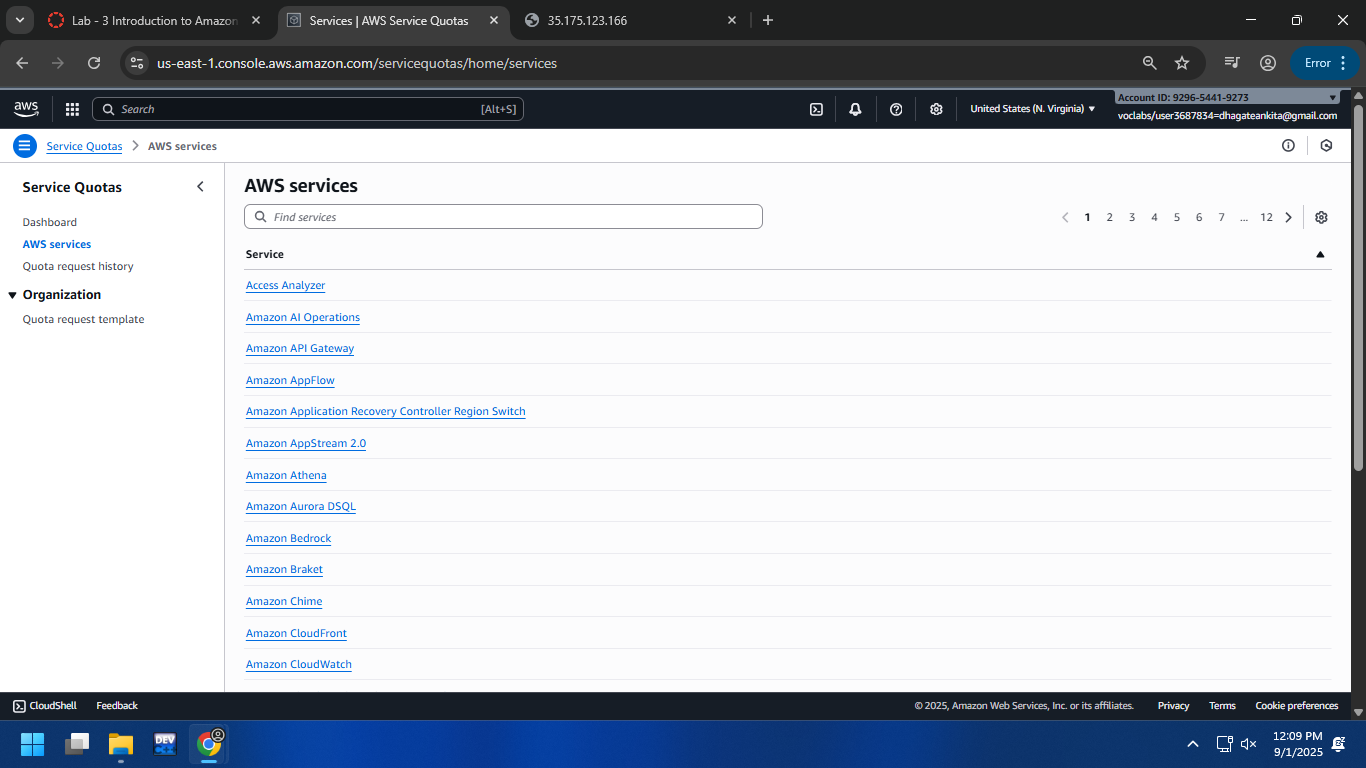 Lab - 3 Introduction to Amazon
Services | AWS Service Quotas
35.175.123.166
us-east-1.console.aws.amazon.com/servicequotas/home/services
Error
aws
Search
[Alt+S]
United States (N. Virginia)
Account ID: 9296-5441-9273
voclabs/user3687834=dhagateankita@gmail.com
Service Quotas
AWS services
Service Quotas
Dashboard
AWS services
Quota request history
Organization
Quota request template
AWS services
Find services
1 2 3 4 5 6 7 ... 12
Service
Access Analyzer
Amazon AI Operations
Amazon API Gateway
Amazon AppFlow
Amazon Application Recovery Controller Region Switch
Amazon AppStream 2.0
Amazon Athena
Amazon Aurora DSQL
Amazon Bedrock
Amazon Braket
Amazon Chime
Amazon CloudFront
Amazon CloudWatch
CloudShell
Feedback
© 2025, Amazon Web Services, Inc. or its affiliates.
Privacy
Terms
Cookie preferences
DEV
12:09 PM
9/1/2025